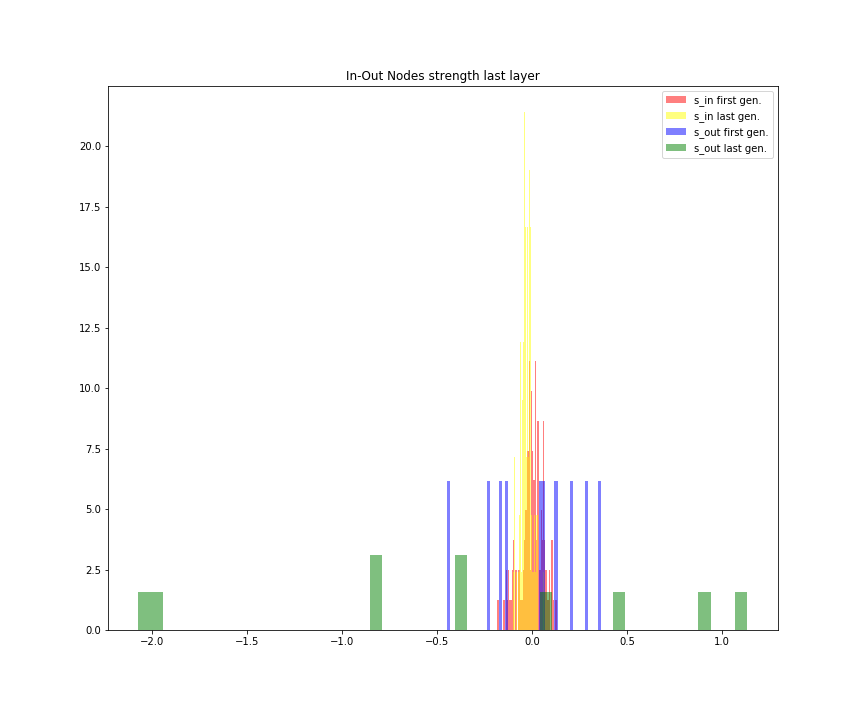 In-Out Nodes strength last layer
s_in first gen.
s_in last gen.
s_out first gen.
s_out last gen.
20.0
17.5
15.0
12.5
10.0
7.5
5.0
2.5
0.0
−2.0 −1.5 −1.0 −0.5 0.0 0.5 1.0